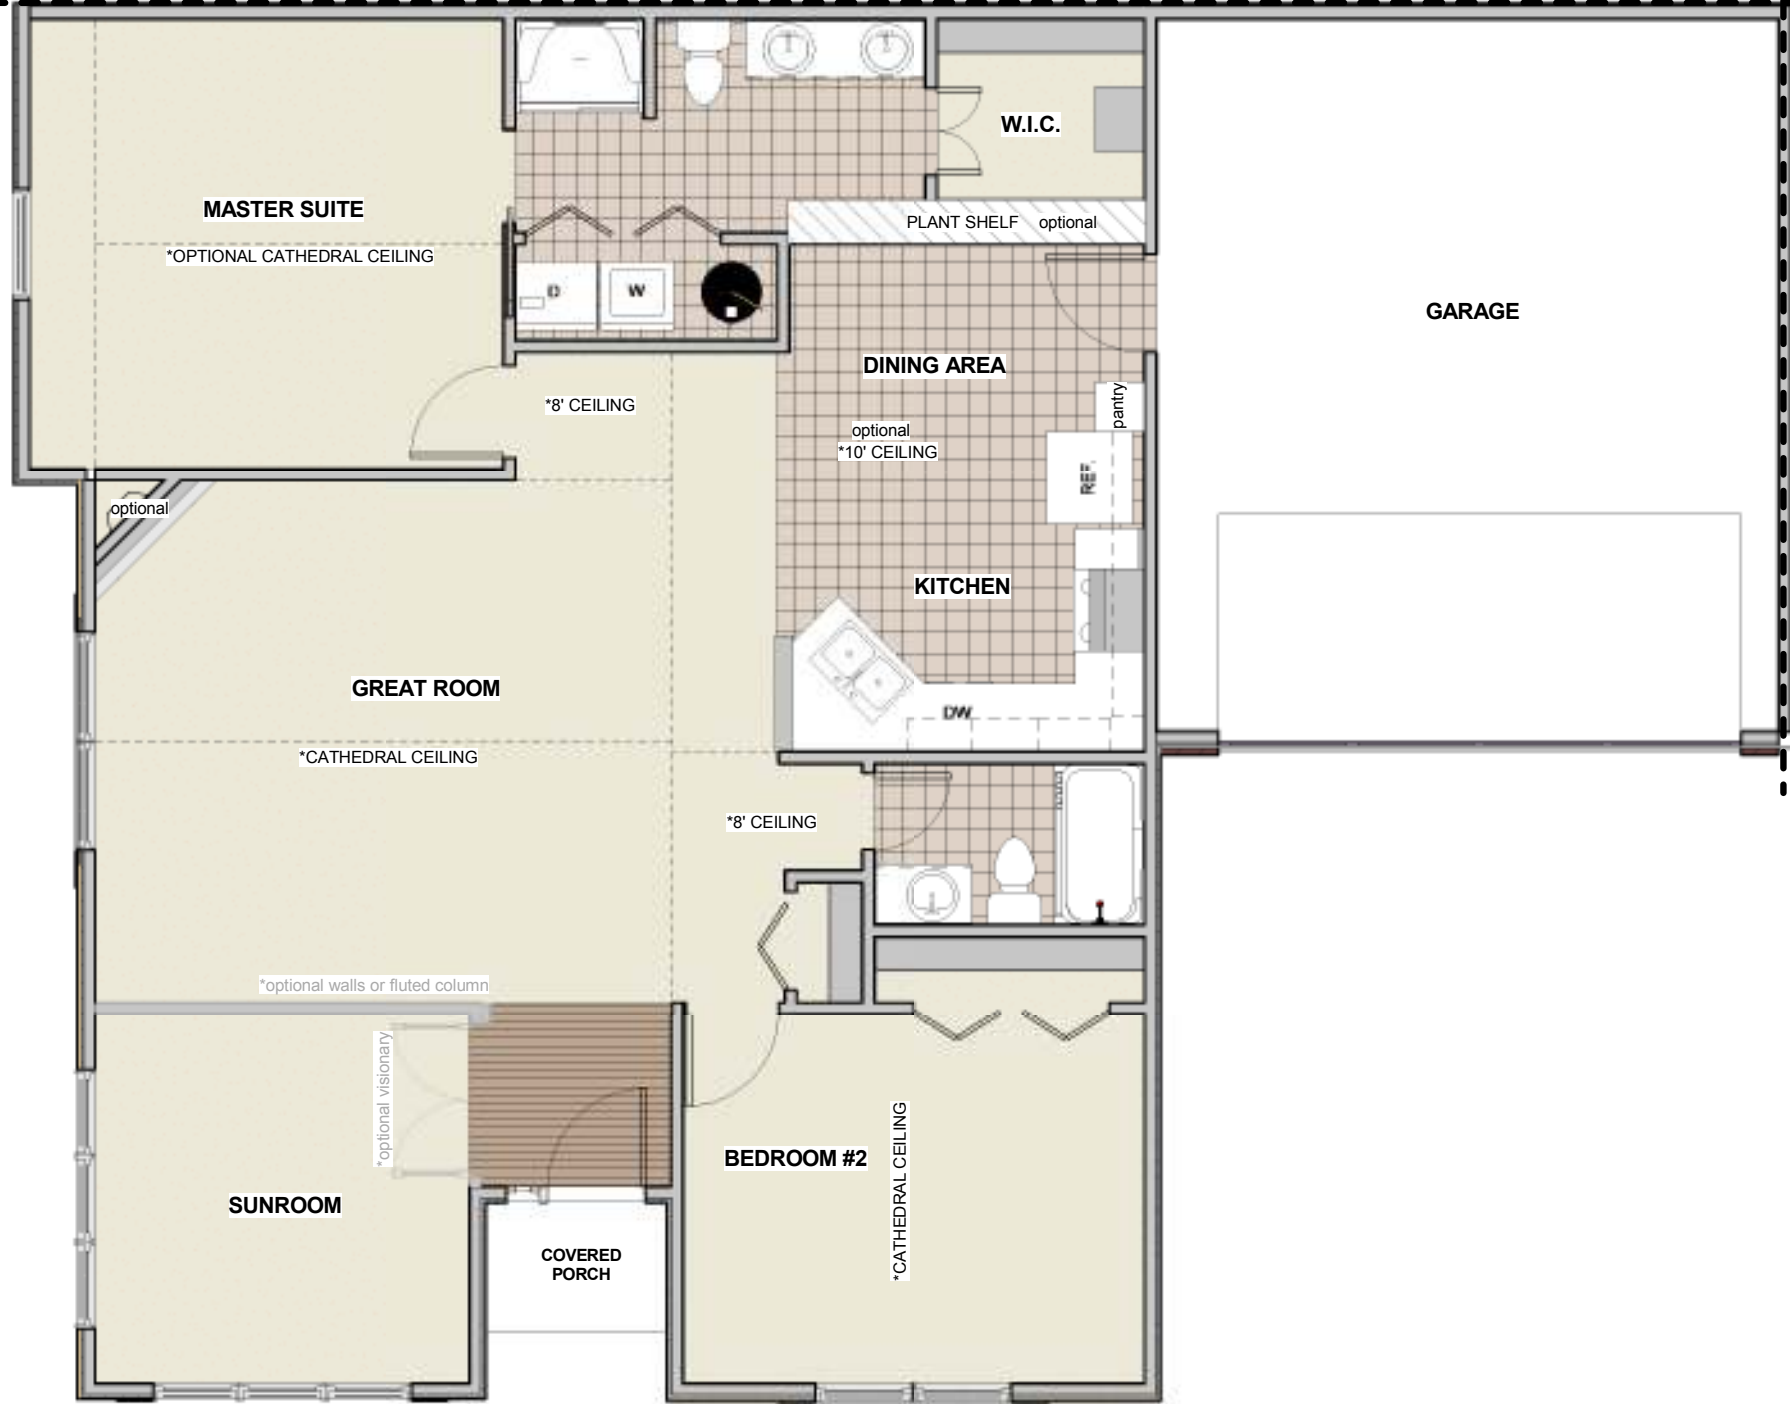 W.I.C.
MASTER SUITE
PLANT SHELF optional
*OPTIONAL CATHEDRAL CEILING
D
W
GARAGE
DINING AREA
*8' CEILING
pantry
optional
*10' CEILING
REF.
optional
KITCHEN
GREAT ROOM
DW
*CATHEDRAL CEILING
*8' CEILING
*optional walls or fluted column
*optional visionary
BEDROOM #2
*CATHEDRAL CEILING
SUNROOM
COVERED
PORCH